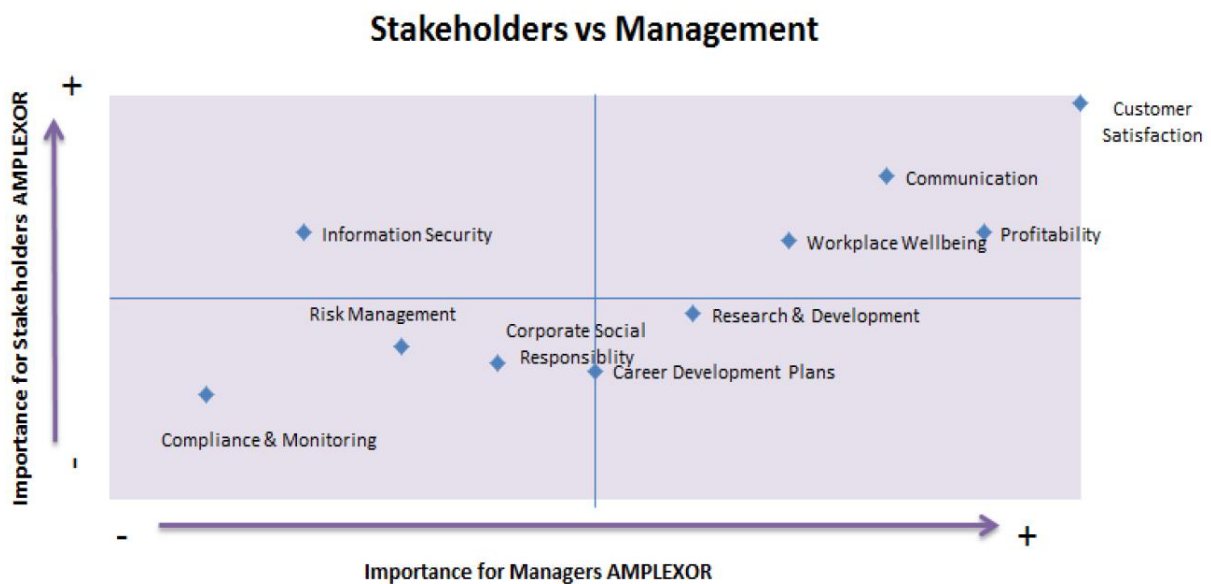 Stakeholders vs Management
+
Importance for Stakeholders AMPLEXOR
-
Customer
Satisfaction
Communication
Information Security
Workplace Wellbeing
Profitability
Risk Management
Research & Development
Corporate Social
Responsiblity
Career Development Plans
Compliance & Monitoring
-
+
Importance for Managers AMPLEXOR